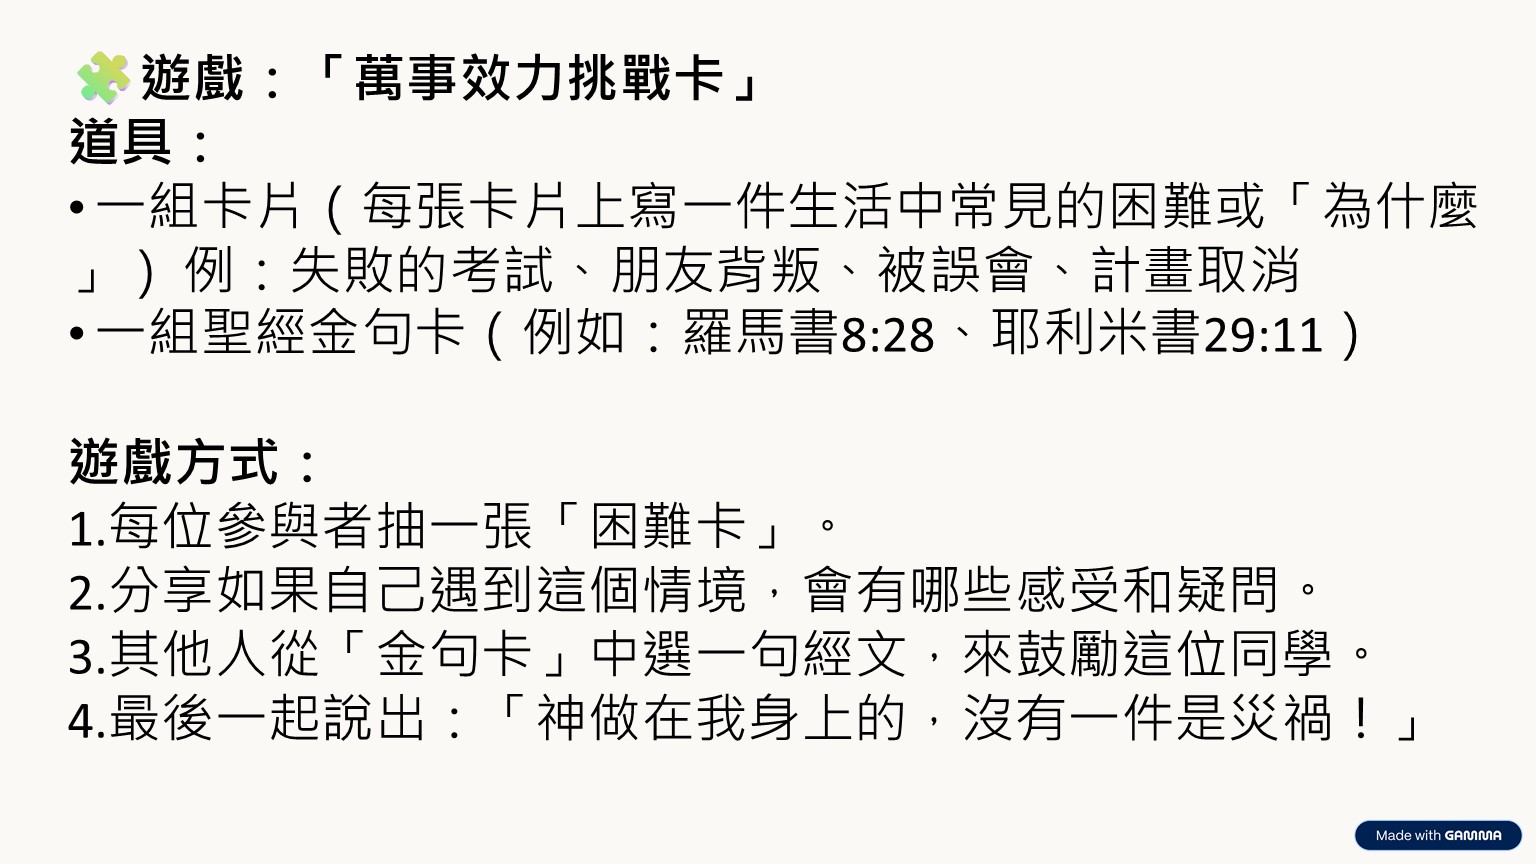 🧩遊戲：「萬事效力挑戰卡」
道具：
•一組卡片（每張卡片上寫一件生活中常見的困難或「為什麼
」）例：失敗的考試、朋友背叛、被誤會、計畫取消
•一組聖經金句卡（例如：羅馬書8:28、耶利米書29:11）
遊戲方式：
1.每位參與者抽一張「困難卡」。
2.分享如果自己遇到這個情境，會有哪些感受和疑問。
3.其他人從「金句卡」中選一句經文，來鼓勵這位同學。
4.最後一起說出：「神做在我身上的，沒有一件是災禍！」
Made with GAMMA